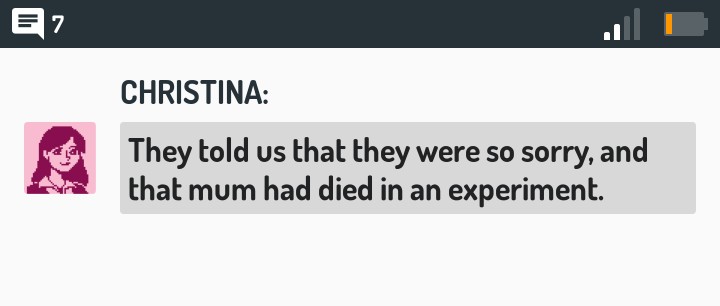 7
CHRISTINA:
They told us that they were so sorry, and
that mum had died in an experiment.